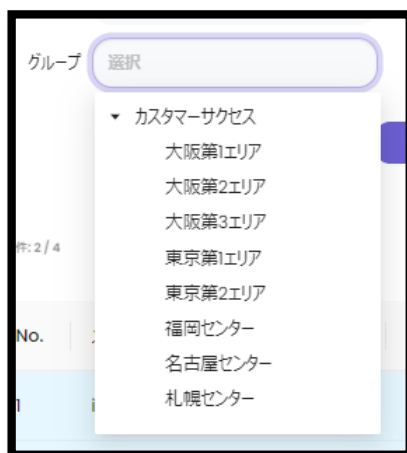 グループ 選択
▼ カスタマーサクセス
大阪第1エリア
大阪第2エリア
大阪第3エリア
件: 2 / 4
東京第1エリア
東京第2エリア
福岡センター
No.
名古屋センター
1
札幌センター